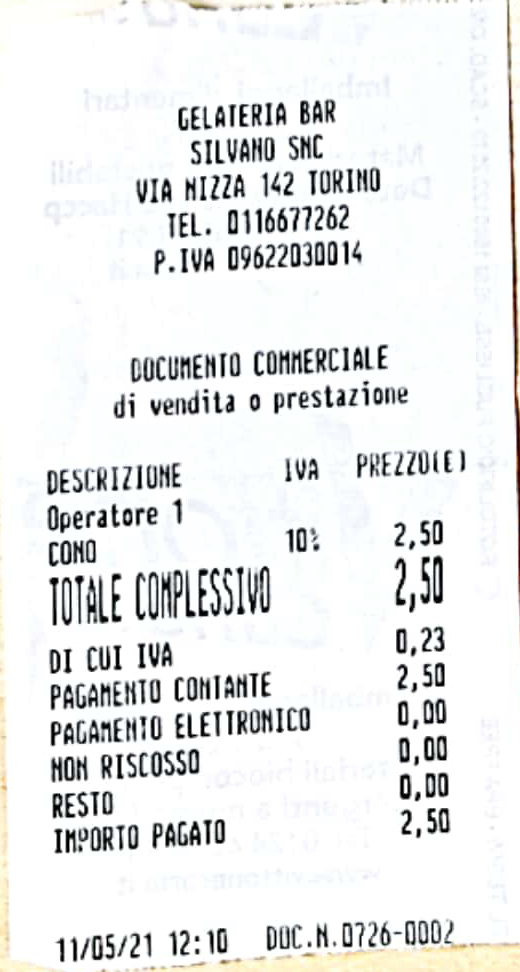 GELATERIA BAR
SILVANO SNC
VIA NIZZA 142 TORINO
TEL. 0116677262
P.IVA 09622030014
DOCUMENTO COMMERCIALE
di vendita o prestazione
DESCRIZIONE IVA PREZZO(E)
Operatore 1
CONO 10% 2,50
TOTALE COMPLESSIVO 2,50
DI CUI IVA 0,23
PAGAMENTO CONTANTE 2,50
PAGAMENTO ELETTRONICO 0,00
NON RISCOSSO 0,00
RESTO 0,00
IMPORTO PAGATO 2,50
11/05/21 12:10 DOC.N.0726-0002